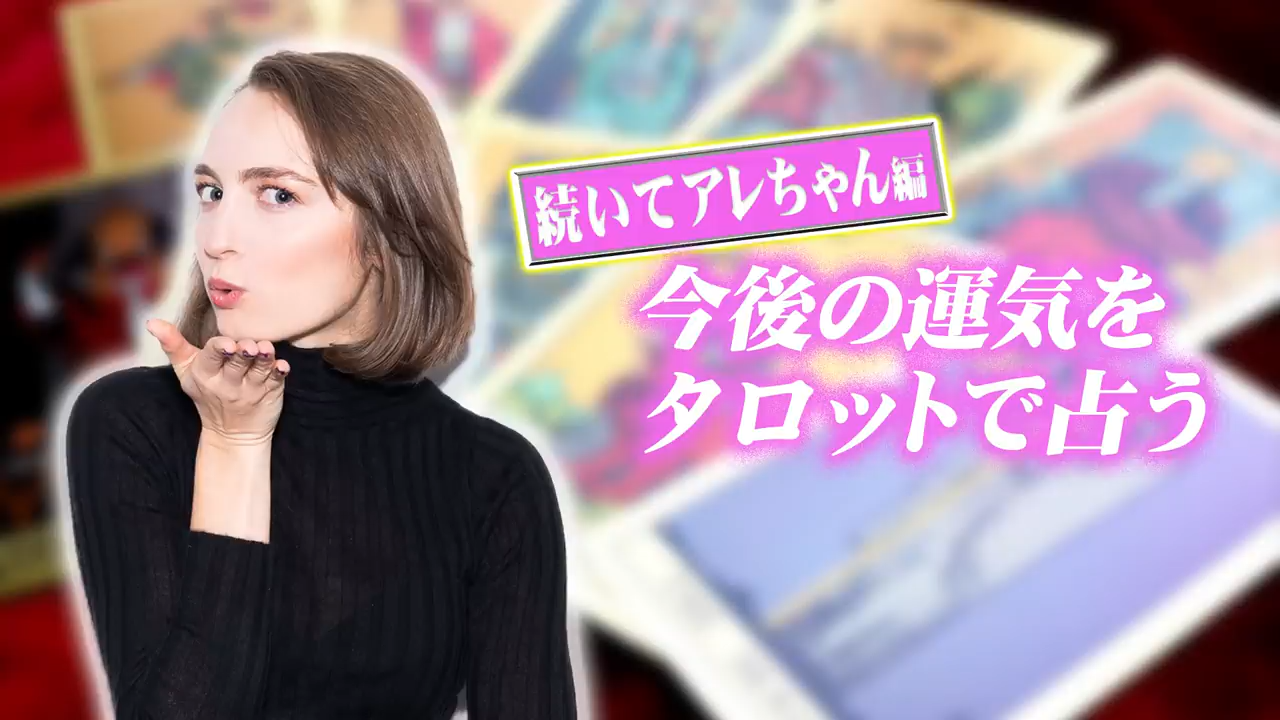 続いてアレちゃん編
今後の運気を
タロットで占う